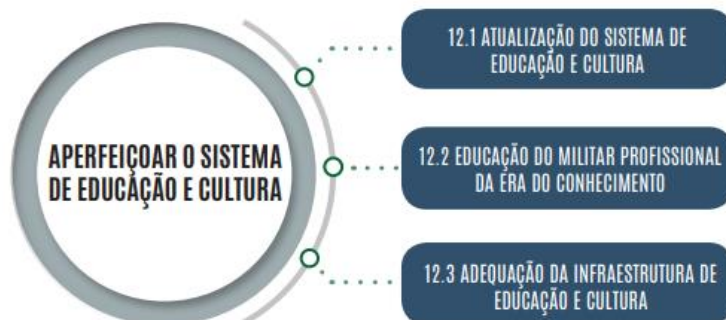 APERFEIÇOAR O SISTEMA
DE EDUCAÇÃO E CULTURA
12.1 ATUALIZAÇÃO DO SISTEMA DE
EDUCAÇÃO E CULTURA
12.2 EDUCAÇÃO DO MILITAR PROFISSIONAL
DA ERA DO CONHECIMENTO
12.3 ADEQUAÇÃO DA INFRAESTRUTURA DE
EDUCAÇÃO E CULTURA